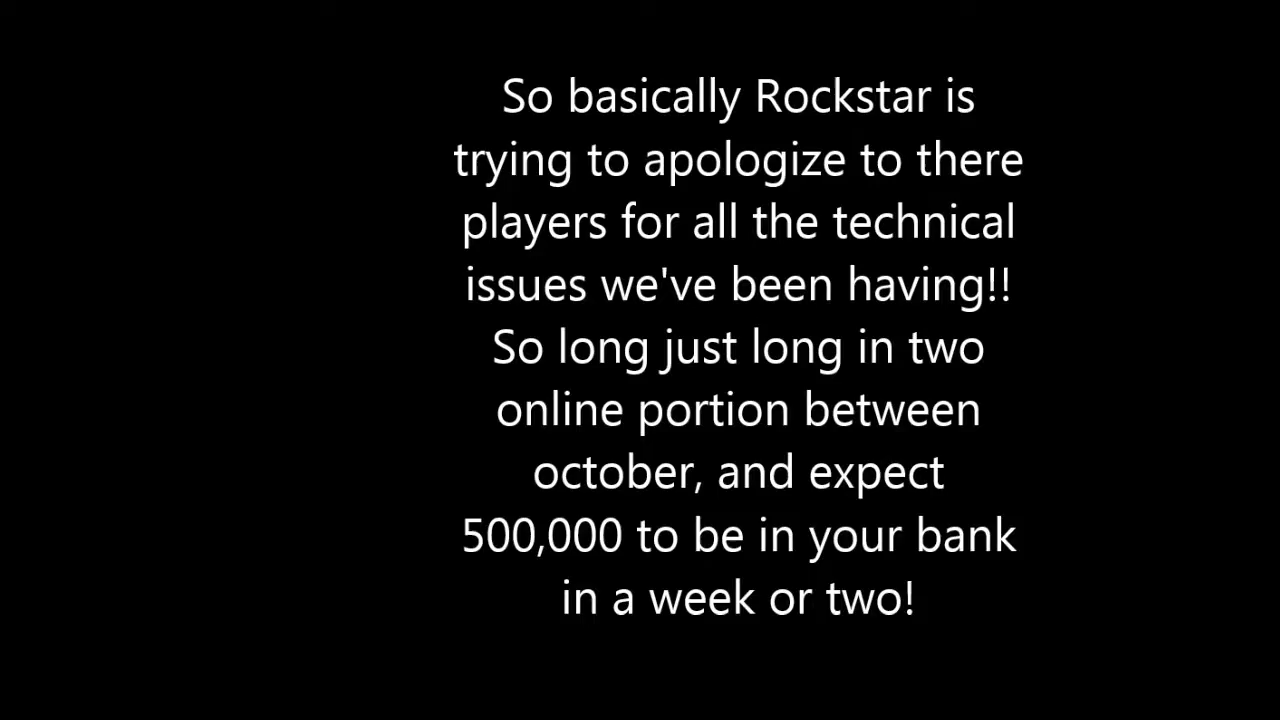 So basically Rockstar is
trying to apologize to there
players for all the technical
issues we've been having!!
So long just long in two
online portion between
october, and expect
500,000 to be in your bank
in a week or two!